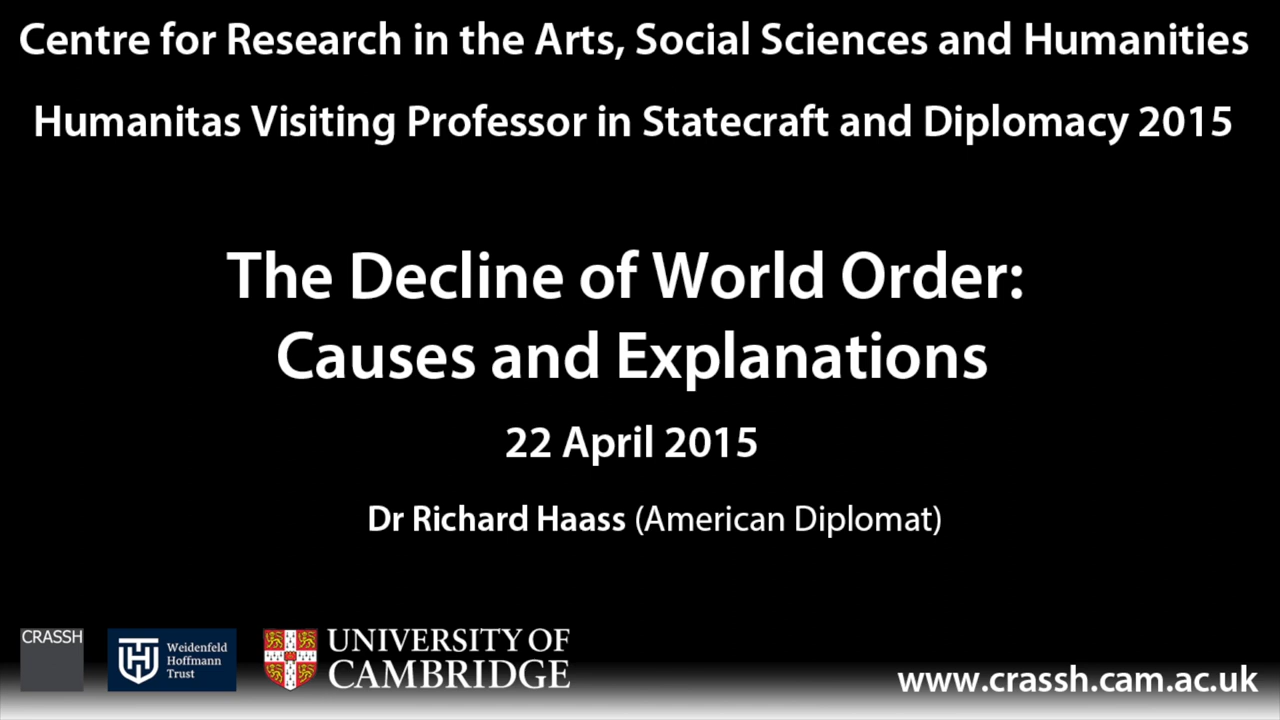 Centre for Research in the Arts, Social Sciences and Humanities
Humanitas Visiting Professor in Statecraft and Diplomacy 2015
The Decline of World Order:
Causes and Explanations
22 April 2015
Dr Richard Haass (American Diplomat)
CRASSH
Weidenfeld
Hoffmann
Trust
UNIVERSITY OF
CAMBRIDGE
www.crassh.cam.ac.uk